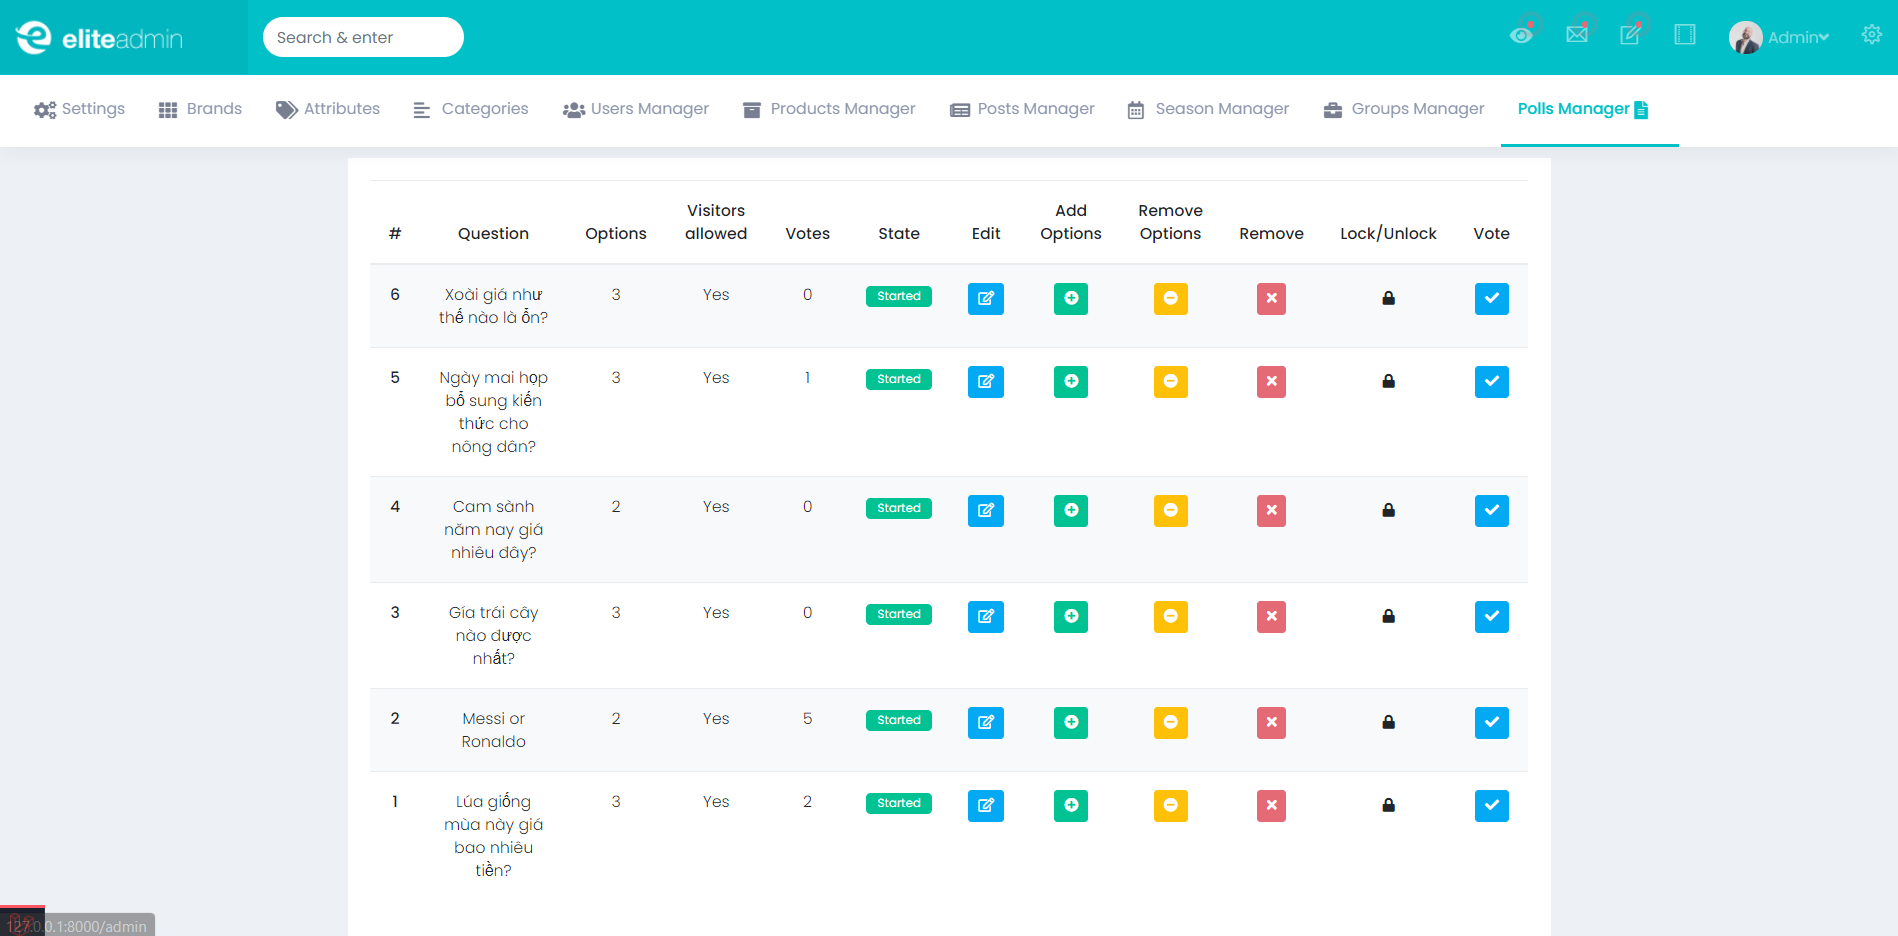 eliteadmin
Search & enter
Admin
Settings
Brands
Attributes
Categories
Users Manager
Products Manager
Posts Manager
Season Manager
Groups Manager
Polls Manager
#
Question
Options
Visitors
allowed
Votes
State
Edit
Add
Options
Remove
Options
Remove
Lock/Unlock
Vote
6
Xoài giá như
thế nào là ổn?
3
Yes
0
Started
5
Ngày mai họp
bổ sung kiến
thức cho
nông dân?
3
Yes
1
Started
4
Cam sành
năm nay giá
nhiêu đây?
2
Yes
0
Started
3
Gía trái cây
nào được
nhất?
3
Yes
0
Started
2
Messi or
Ronaldo
2
Yes
5
Started
1
Lúa giống
mùa này giá
bao nhiêu
tiền?
3
Yes
2
Started
127.0.0.1:8000/admin